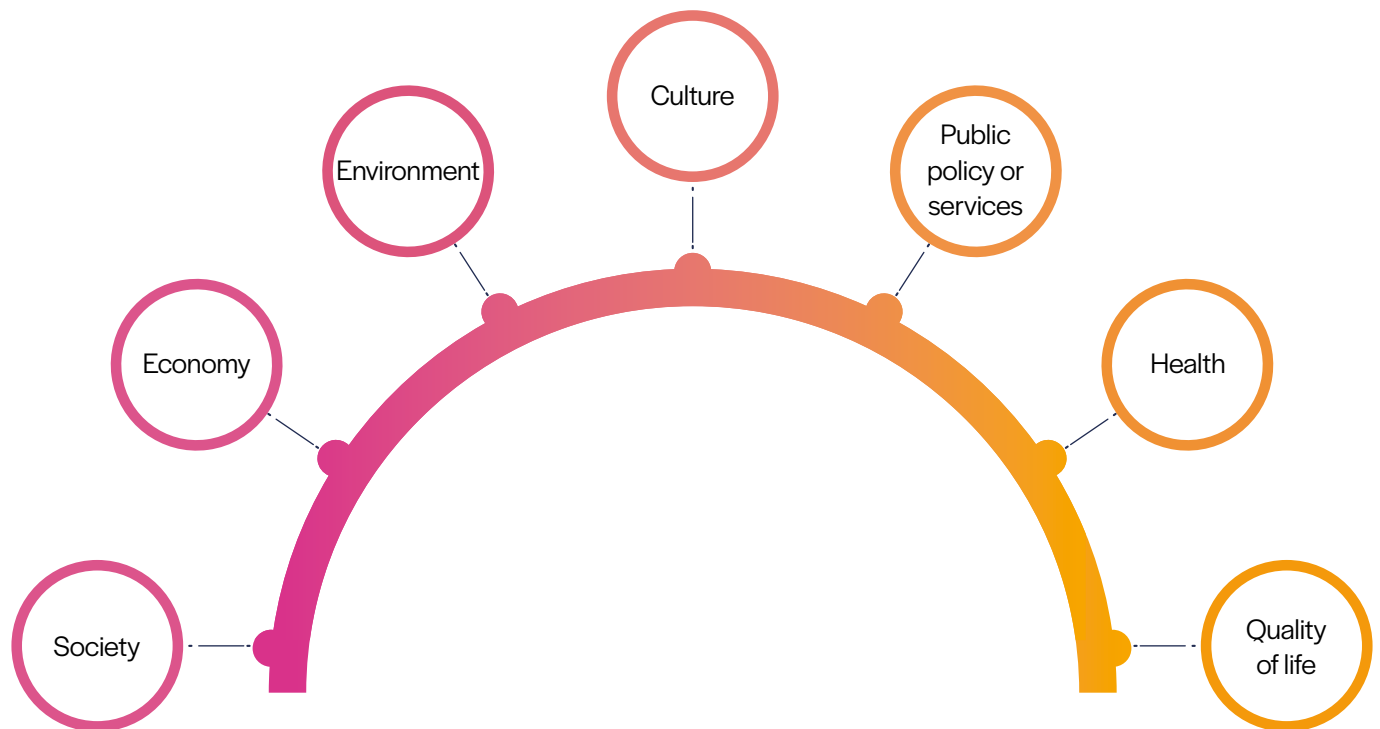 Culture
Public
policy or
services
Environment
Economy
Health
Society
Quality
of life